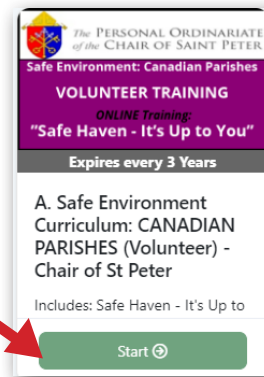 The PERSONAL ORDINARIATE
of the CHAIR OF SAINT PETER
Safe Environment: Canadian Parishes
VOLUNTEER TRAINING
ONLINE Training:
"Safe Haven - It's Up to You"
Expires every 3 Years
A. Safe Environment
Curriculum: CANADIAN
PARISHES (Volunteer) -
Chair of St Peter
Includes: Safe Haven - It's Up to
Start